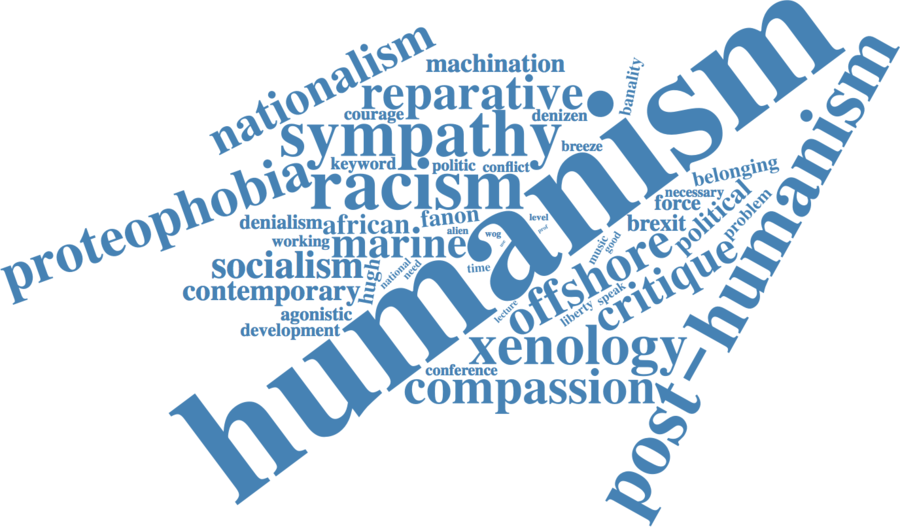 nationalism
machination
reparative
courage
denizen
banality
sympathy
breeze
keyword
politic
conflict
proteophobia
racism
humanism
post-humanism
belonging
necessary
force
political
problem
denialism
african
fanon
alien
wog
level
brexit
working
marine
time
music
good
socialism
hugh
national
need
offshore
critique
contemporary
agonistic
lecture
liberty
speak
development
xenology
conference
compassion